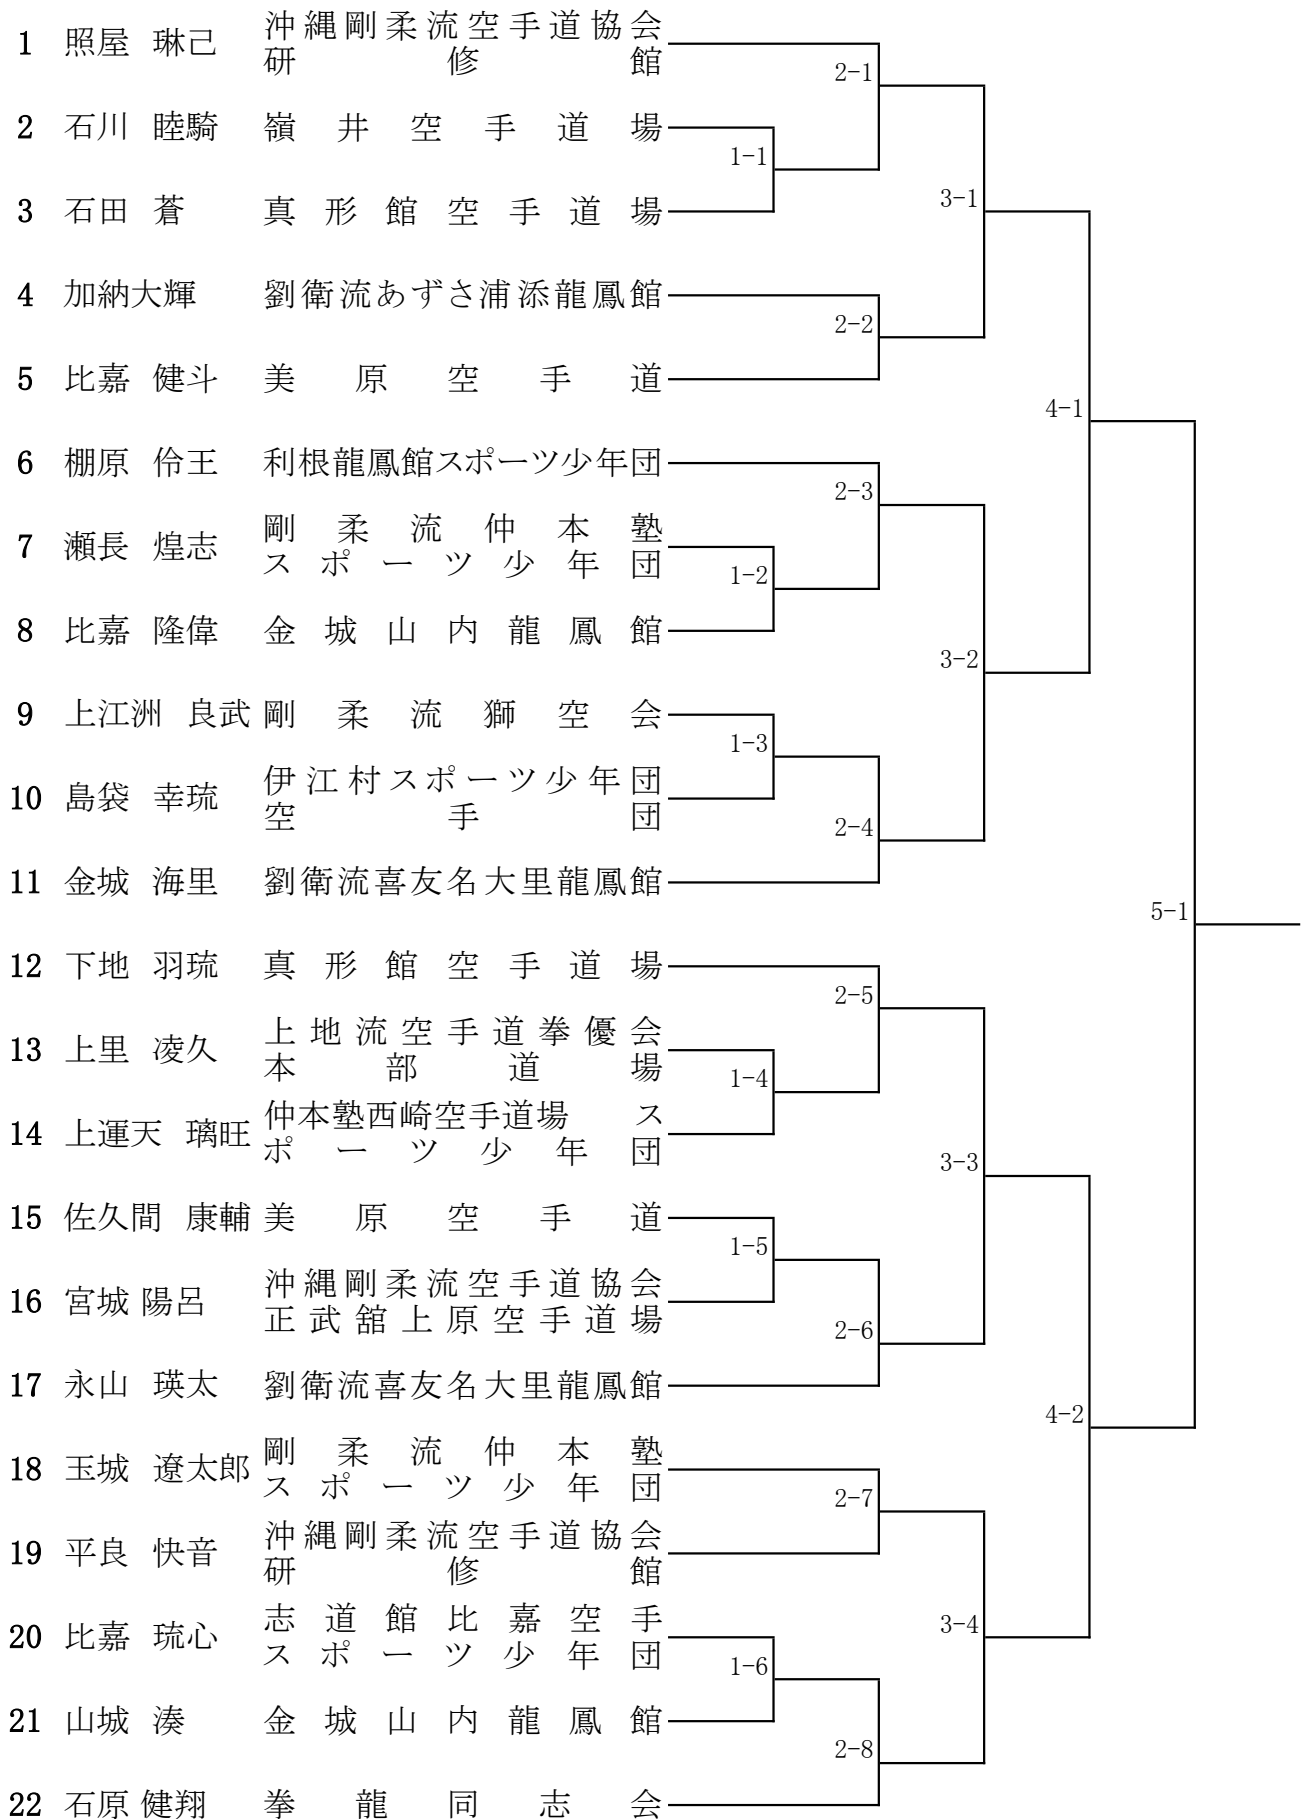 1 照屋 琳己 沖縄剛柔流空手道協会
研修館
2-1
2 石川 睦騎 嶺井空手道場
1-1
3 石田 蒼 真形館空手道場
3-1
4 加納大輝 劉衛流あずさ浦添龍鳳館
2-2
5 比嘉 健斗 美原空手道
4-1
6 棚原 伶王 利根龍鳳館スポーツ少年団
2-3
7 瀬長 煌志 剛柔流仲本塾
スポーツ少年団
1-2
8 比嘉 隆偉 金城山内龍鳳館
3-2
9 上江洲 良武 剛柔流獅空会
1-3
10 島袋 幸琉 伊江村スポーツ少年団
空手団
2-4
11 金城 海里 劉衛流喜友名大里龍鳳館
5-1
12 下地 羽琉 真形館空手道場
2-5
13 上里 凌久 上地流空手道拳優会
本部道場
1-4
14 上運天 璃旺 仲本塾西崎空手道場 ス
ポーツ少年団
3-3
15 佐久間 康輔 美原空手道
1-5
16 宮城 陽呂 沖縄剛柔流空手道協会
正武舘上原空手道場
2-6
17 永山 瑛太 劉衛流喜友名大里龍鳳館
4-2
18 玉城 遼太郎 剛柔流仲本塾
スポーツ少年団
2-7
19 平良 快音 沖縄剛柔流空手道協会
研修館
20 比嘉 琉心 志道館比嘉空手
スポーツ少年団
3-4
1-6
21 山城 湊 金城山内龍鳳館
2-8
22 石原 健翔 拳龍同志会